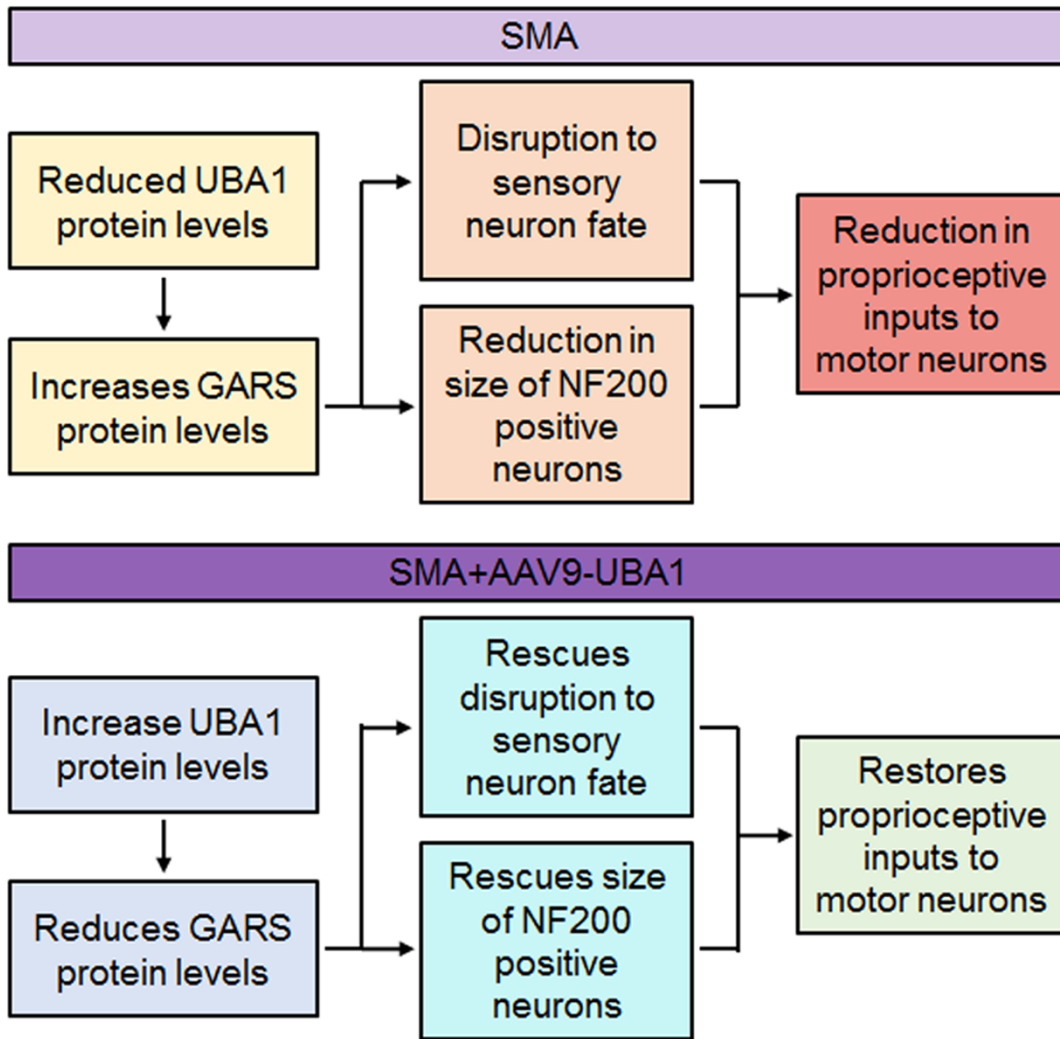 SMA
Reduced UBA1
protein levels
Increases GARS
protein levels
Disruption to
sensory
neuron fate
Reduction in
size of NF200
positive
neurons
Reduction in
proprioceptive
inputs to
motor neurons
SMA+AAV9-UBA1
Increase UBA1
protein levels
Reduces GARS
protein levels
Rescues
disruption to
sensory
neuron fate
Rescues size
of NF200
positive
neurons
Restores
proprioceptive
inputs to
motor neurons